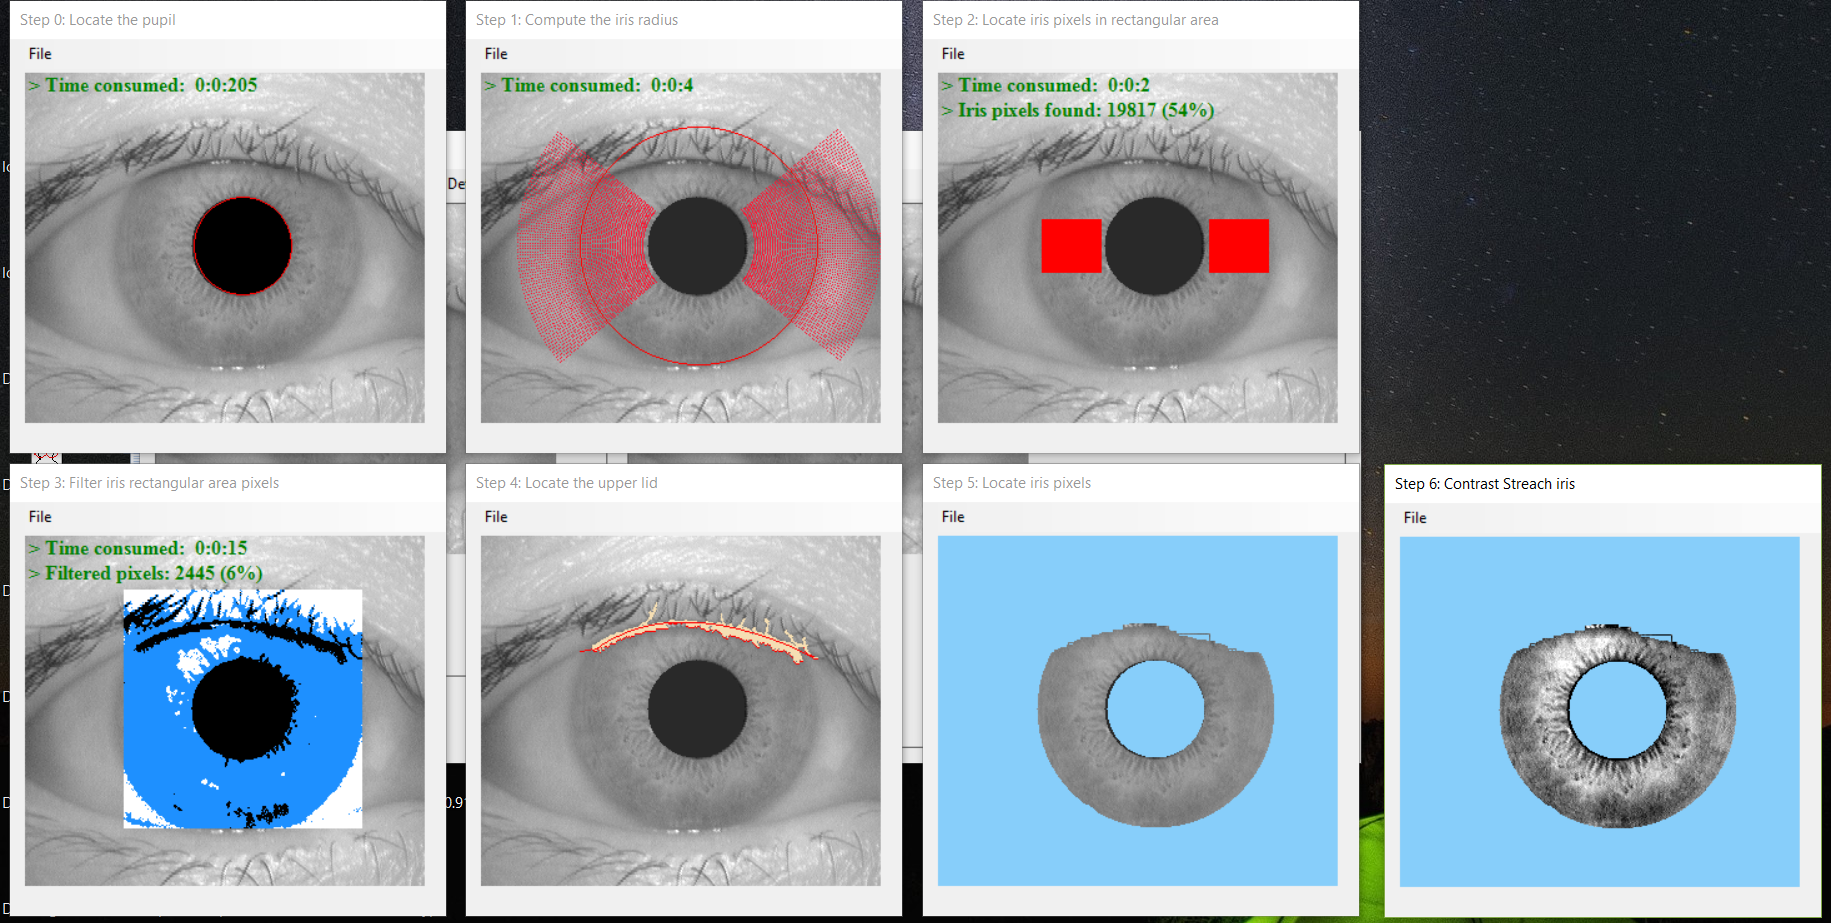 Step 0: Locate the pupil
File
> Time consumed: 0:0:205
Step 1: Compute the iris radius
File
> Time consumed: 0:0:4
Step 2: Locate iris pixels in rectangular area
File
> Time consumed: 0:0:2
> Iris pixels found: 19817 (54%)
De
Step 3: Filter iris rectangular area pixels
File
> Time consumed: 0:0:15
> Filtered pixels: 2445 (6%)
Step 4: Locate the upper lid
File
Step 5: Locate iris pixels
File
Step 6: Contrast Streach iris
File